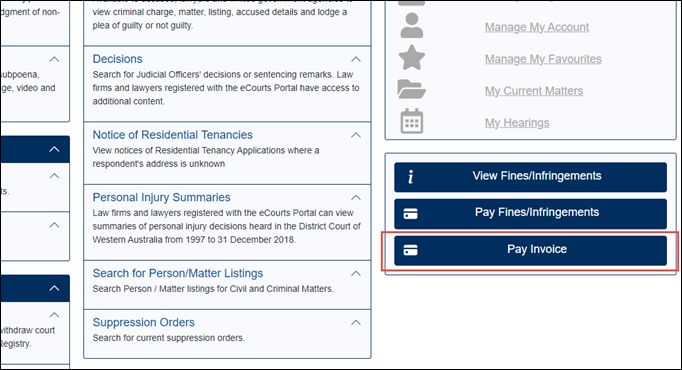 dgment of non-
subpoena,
ge, video and
ts.
withdraw court
Registry.
view criminal charge, matter, listing, accused details and lodge a
plea of guilty or not guilty.
Decisions
Search for Judicial Officers' decisions or sentencing remarks. Law
firms and lawyers registered with the eCourts Portal have access to
additional content.
Notice of Residential Tenancies
View notices of Residential Tenancy Applications where a
respondent's address is unknown
Personal Injury Summaries
Law firms and lawyers registered with the eCourts Portal can view
summaries of personal injury decisions heard in the District Court of
Western Australia from 1997 to 31 December 2018.
Search for Person/Matter Listings
Search Person / Matter listings for Civil and Criminal Matters.
Suppression Orders
Search for current suppression orders.
Manage My Account
Manage My Favourites
My Current Matters
My Hearings
View Fines/Infringements
Pay Fines/Infringements
Pay Invoice